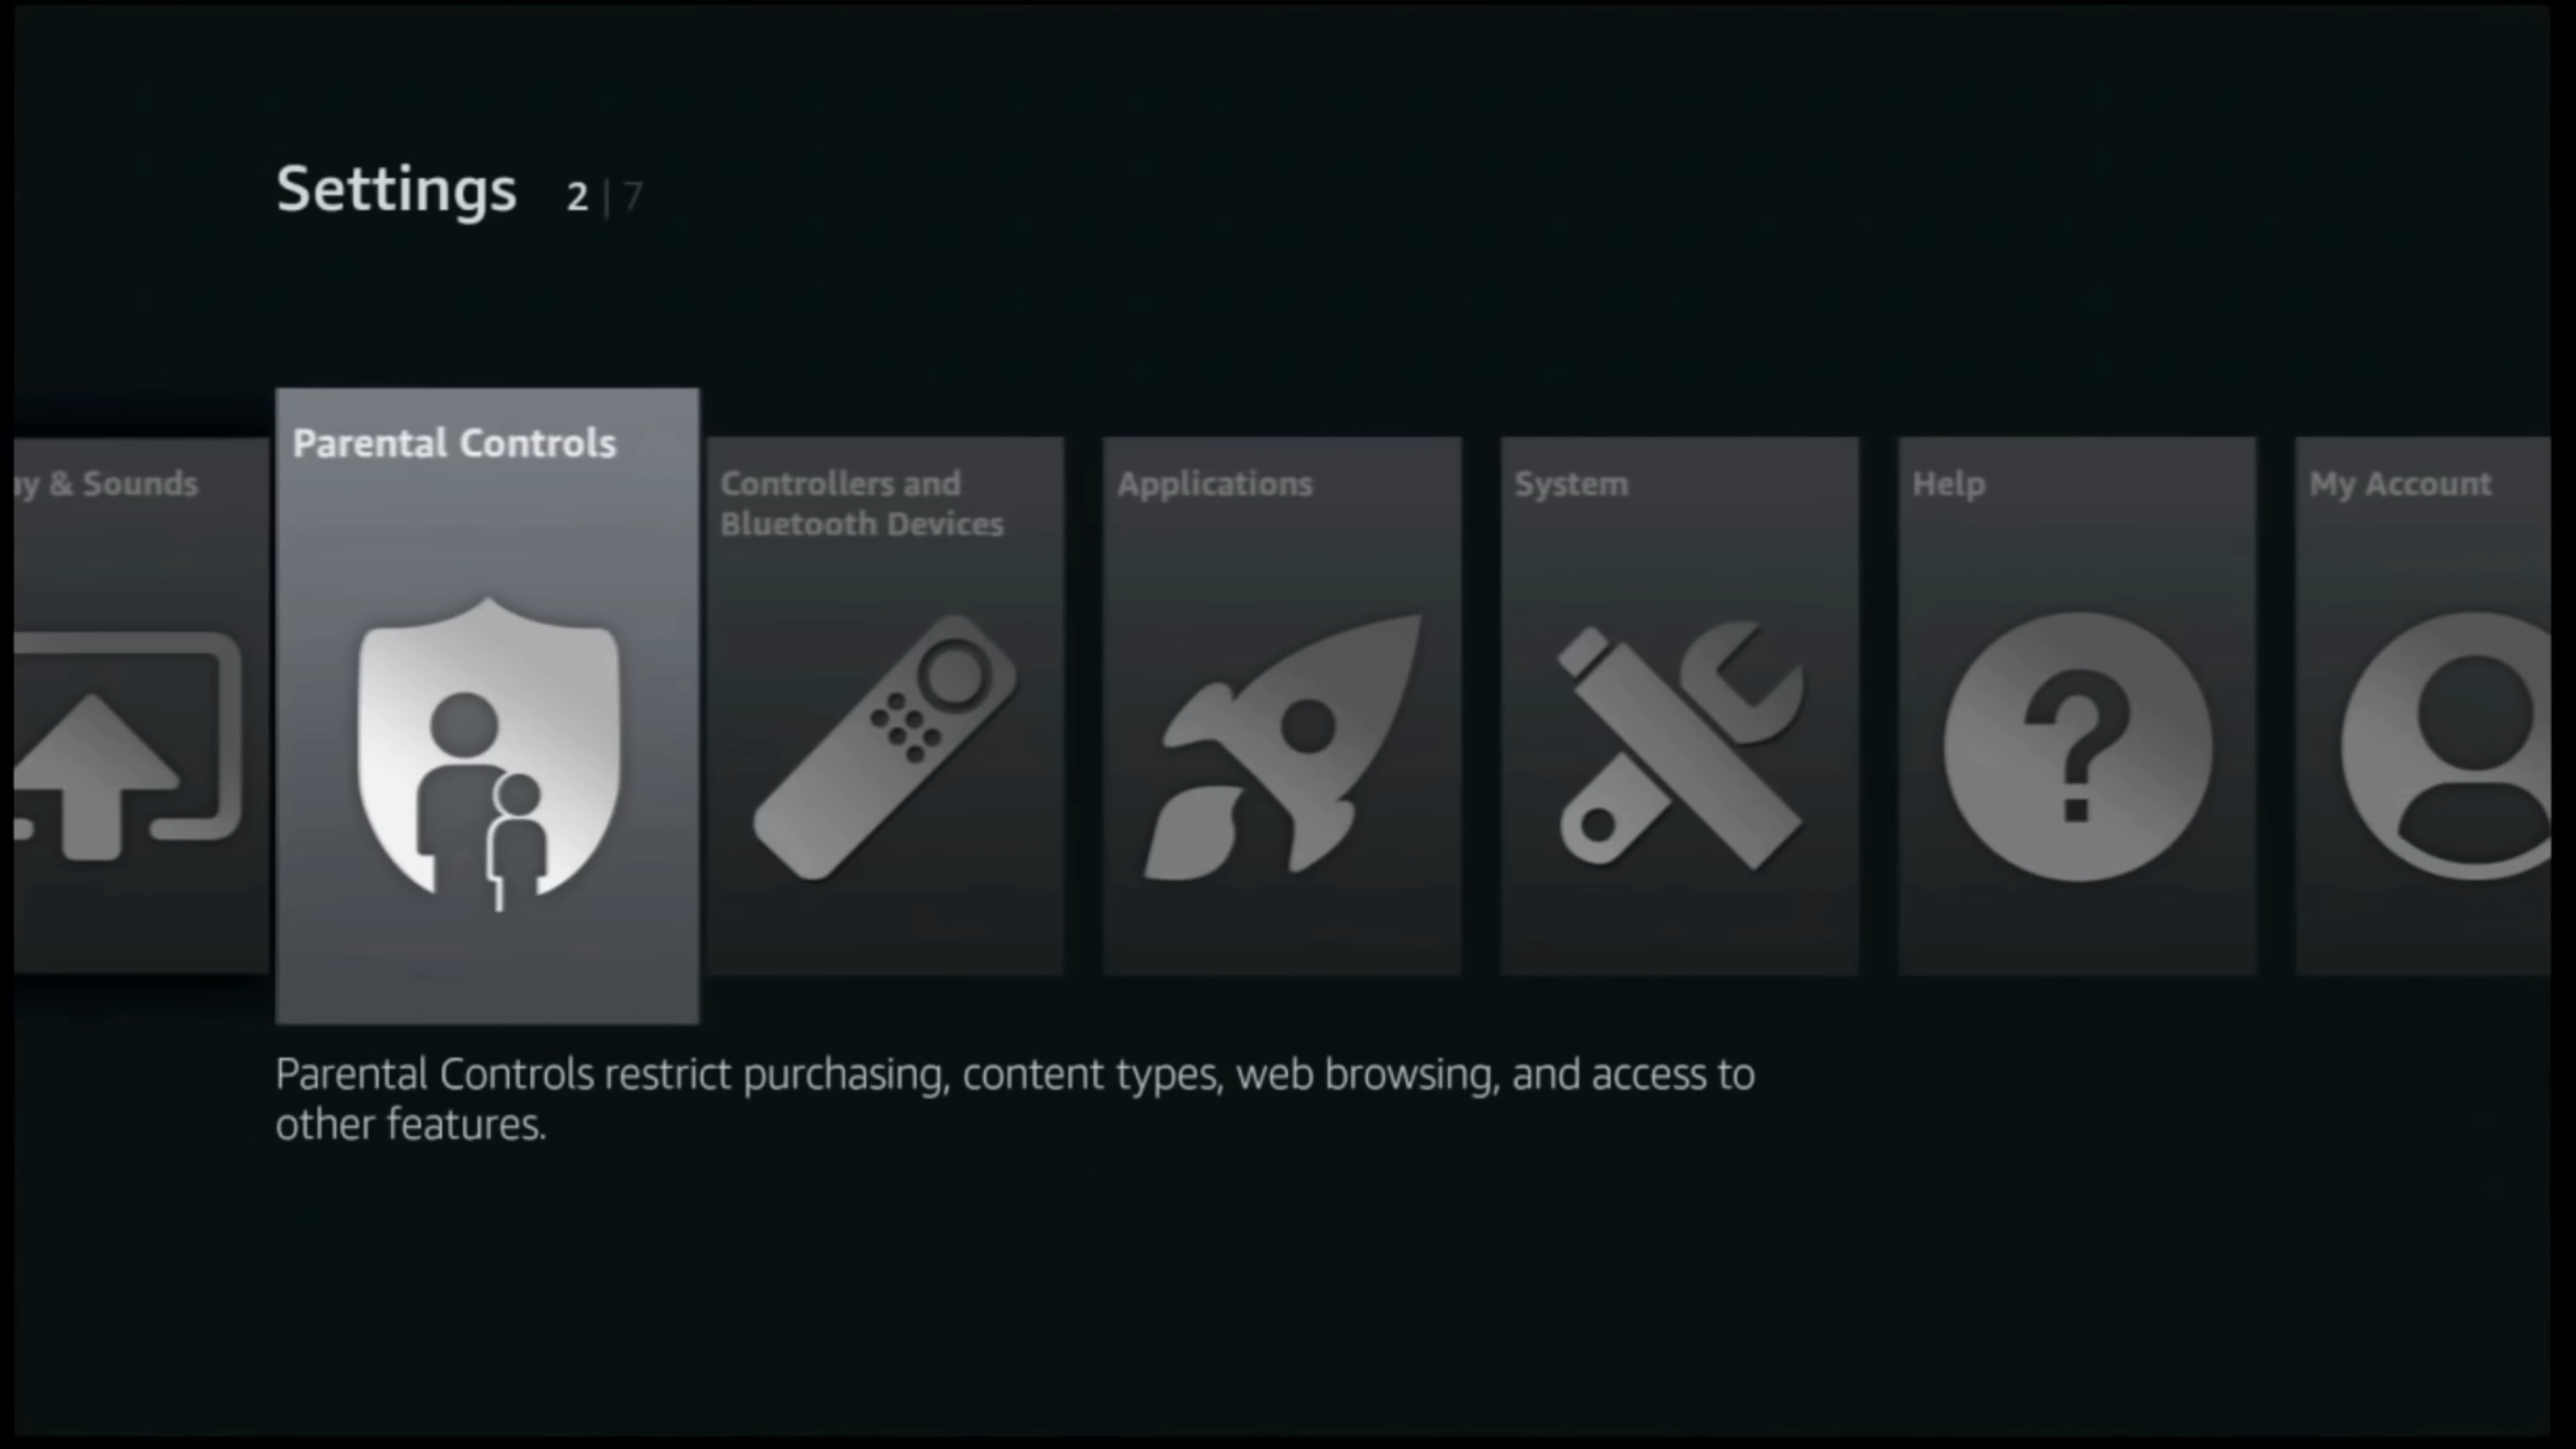 Settings 2 | 7
ay & Sounds
Parental Controls
Controllers and
Bluetooth Devices
Applications
System
Help
My Account
Parental Controls restrict purchasing, content types, web browsing, and access to
other features.